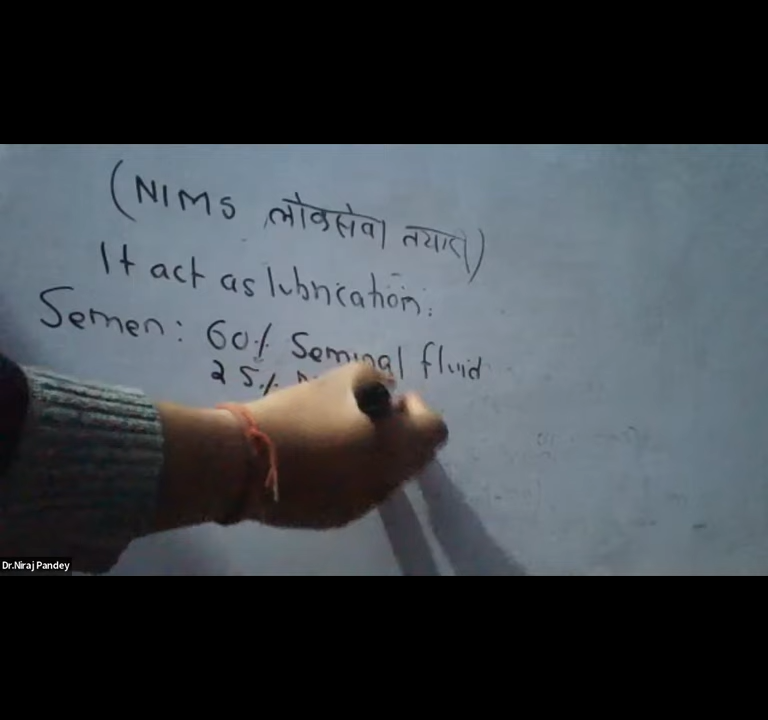 (NIMS लोकसेवा तयारी)
It act as lubrication.
Semen: 60% Seminal fluid
25%
Dr.Niraj Pandey